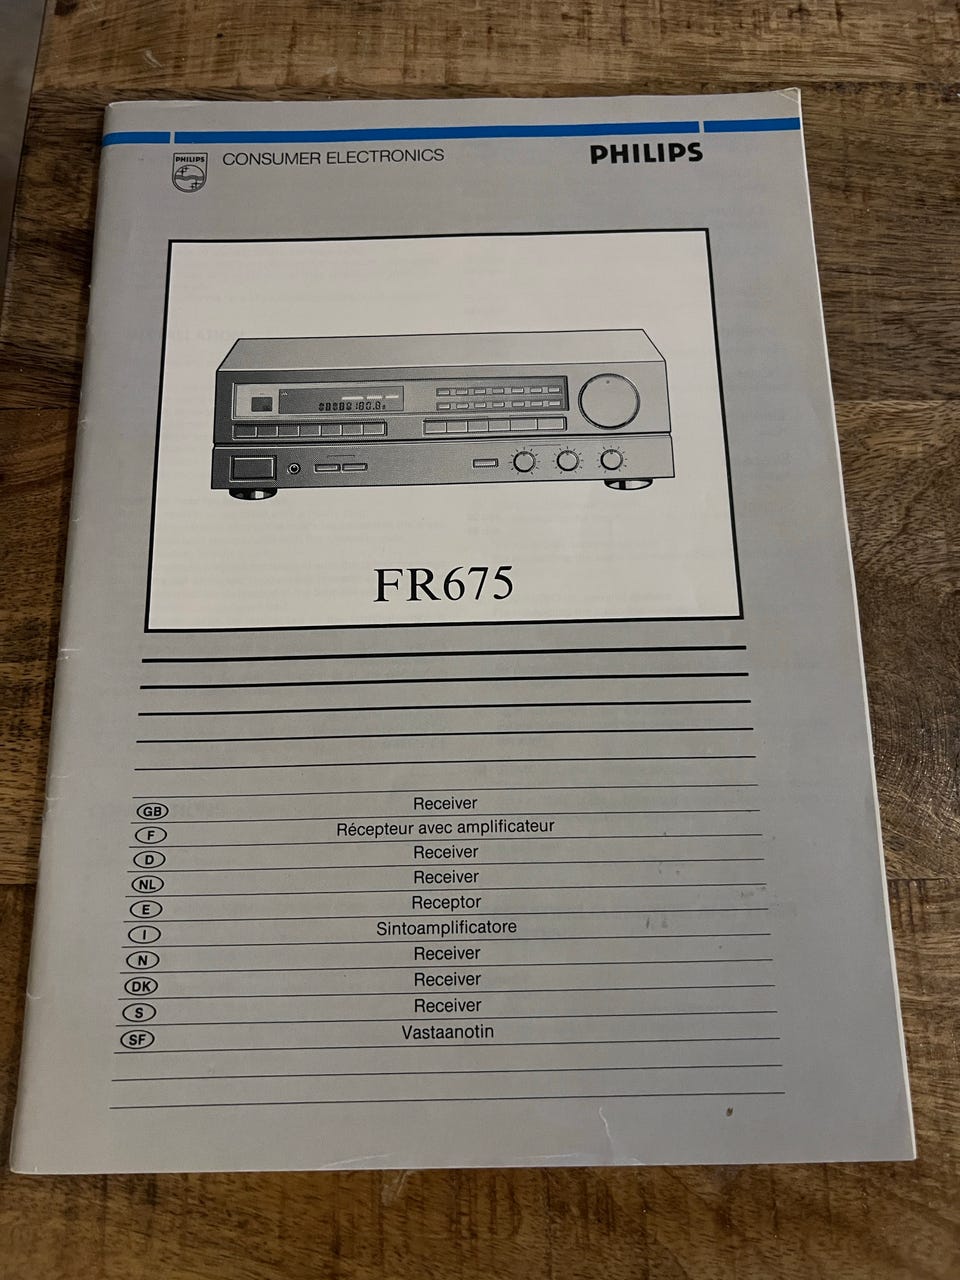 PHILIPS
CONSUMER ELECTRONICS
PHILIPS
FR675
GB Receiver
F Récepteur avec amplificateur
D Receiver
NL Receiver
E Receptor
I Sintoamplificatore
N Receiver
DK Receiver
S Receiver
SF Vastaanotin